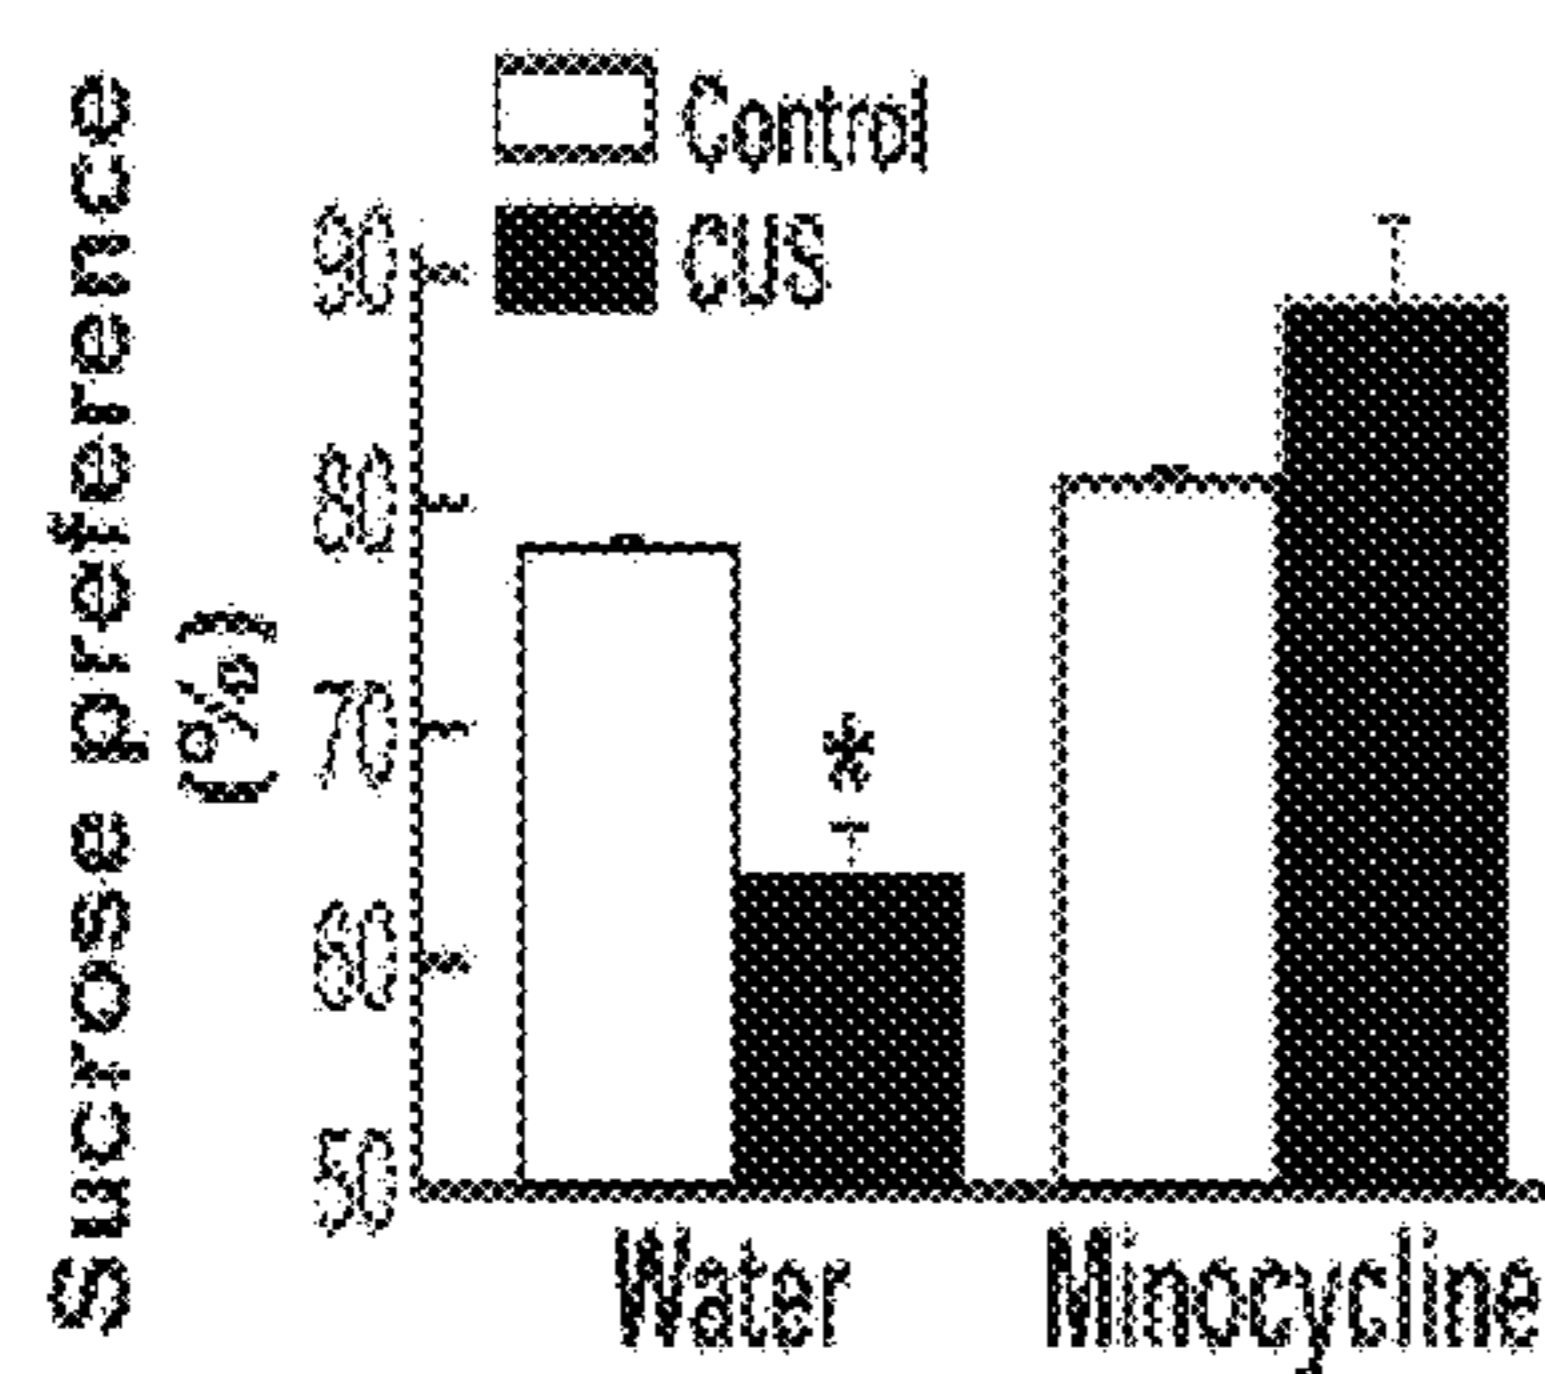 Control
CUS
Sucrose preference
(%)
90
80
70
60
50
*
Water
Minocycline